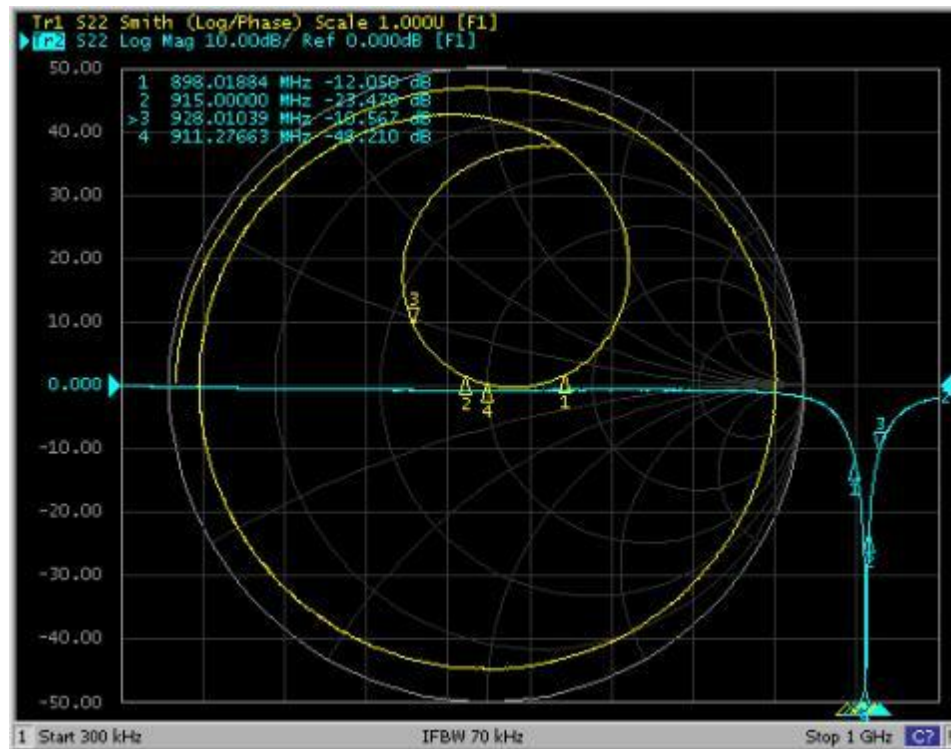 Tr1 S22 Smith (Log/Phase) Scale 1.000U [F1]
Tr2 S22 Log Mag 10.00dB/ Ref 0.000dB [F1]
50.00
1 898.01884 MHz -12.050 dB
2 915.00000 MHz -23.479 dB
>3 928.01039 MHz -10.567 dB
4 911.27663 MHz dB
40.00
30.00
20.00
10.00
3
0.000
2
4
1
3
2
-10.00
1
-20.00
2
-30.00
-40.00
-50.00
1 Start 300 kHz IFBW 70 kHz Stop 1 GHz C?